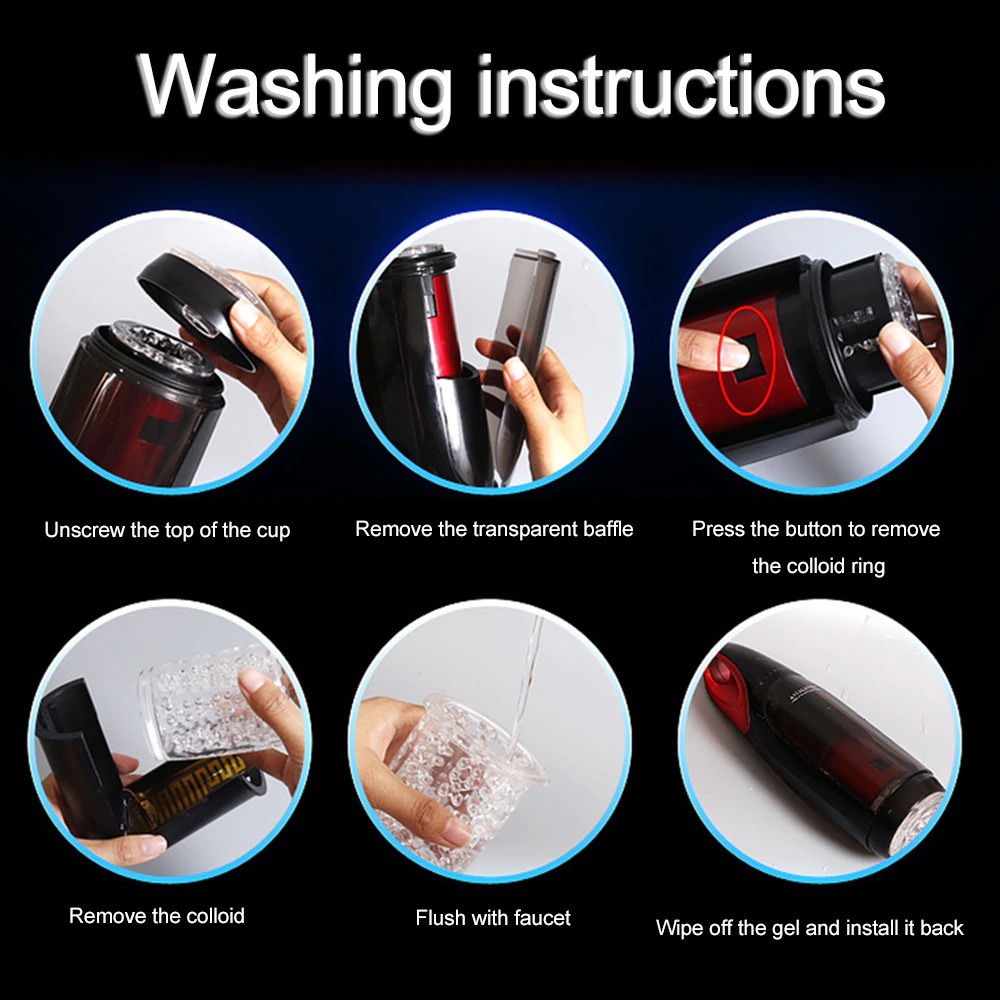 Washing instructions
Unscrew the top of the cup
Remove the transparent baffle
Press the button to remove
the colloid ring
Remove the colloid
Flush with faucet
Wipe off the gel and install it back